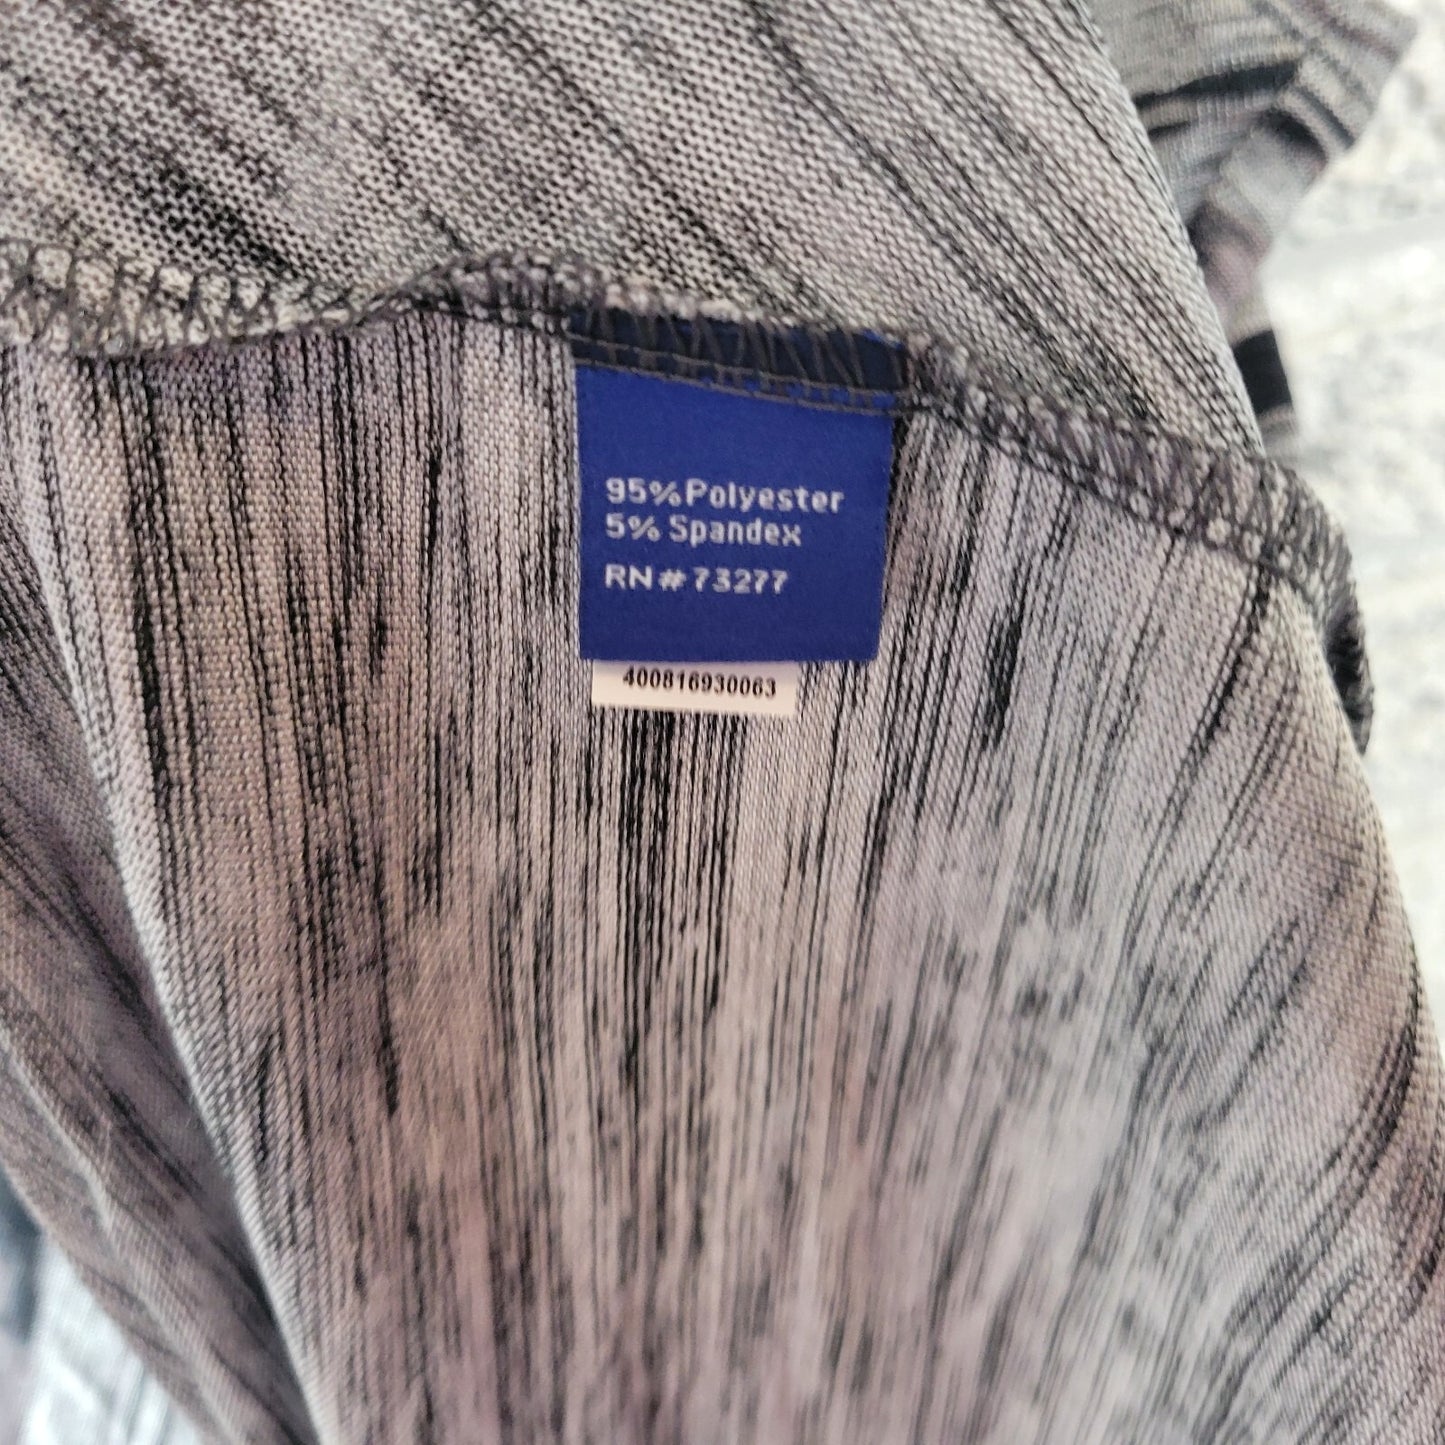 95% Polyester
5% Spandex
RN # 73277
400816930063